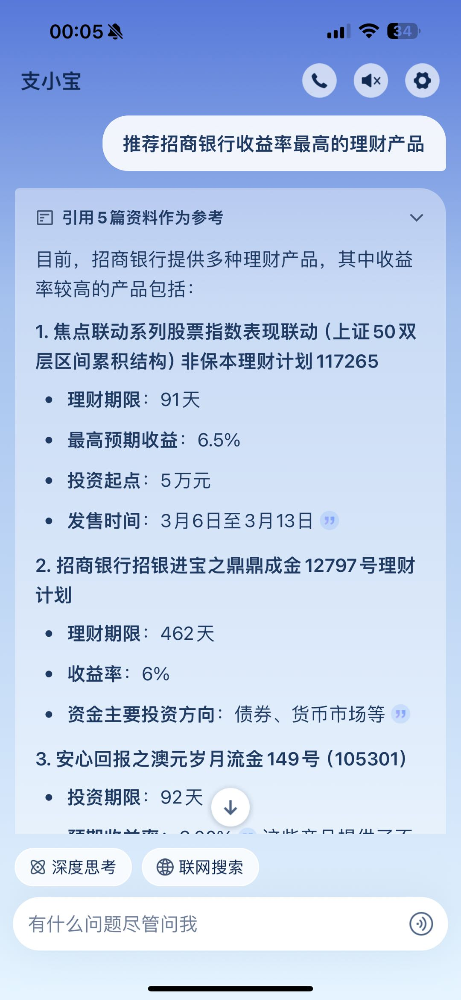 00:05
34
支小宝
推荐招商银行收益率最高的理财产品
引用5篇资料作为参考
目前，招商银行提供多种理财产品，其中收益
率较高的产品包括：
1. 焦点联动系列股票指数表现联动（上证50双
层区间累积结构）非保本理财计划117265
• 理财期限：91天
• 最高预期收益：6.5%
• 投资起点：5万元
• 发售时间：3月6日至3月13日
2. 招商银行招银进宝之鼎鼎成金12797号理财
计划
• 理财期限：462天
• 收益率：6%
• 资金主要投资方向：债券、货币市场等
3. 安心回报之澳元岁月流金149号（105301）
• 投资期限：92天
预期收益率：
深度思考
联网搜索
有什么问题尽管问我